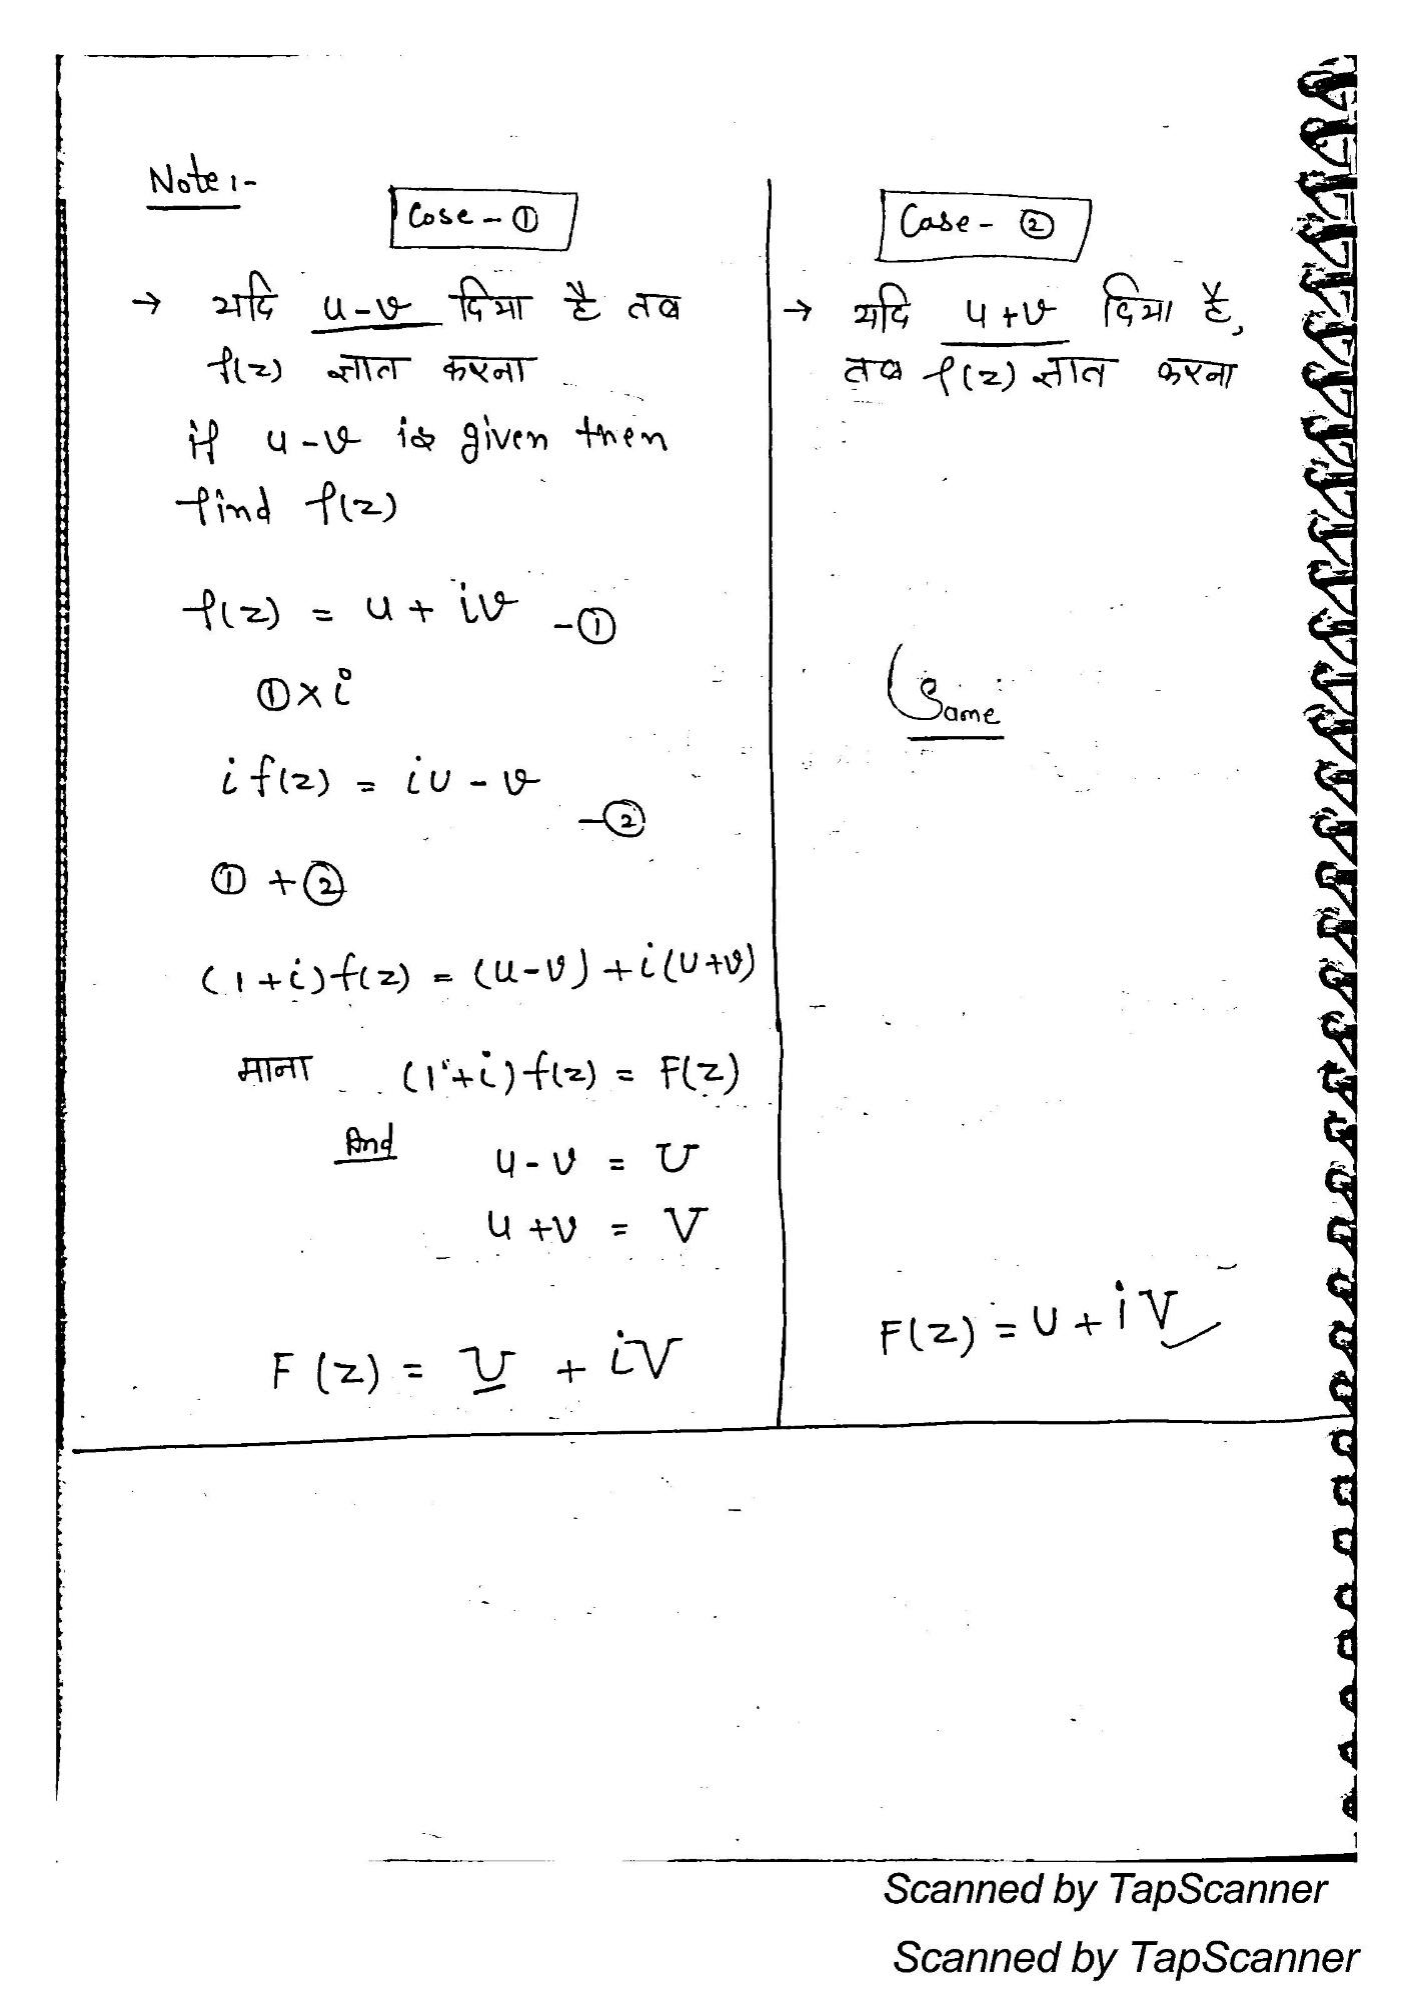 Note :-
Case - ①
→ यदि u-v दिया है तब
f(z) ज्ञात करना
if u-v is given then
find f(z)
f(z) = u + iv -①
①×i
i f(z) = iu - v -②
① + ②
(1+i) f(z) = (u-v) + i(u+v)
माना (1+i) f(z) = F(z)
And u-v = U
u+v = V
F(z) = U + iV
Case - ②
→ यदि u+v दिया है,
तब f(z) ज्ञात करना
Same
F(z) = U + iV
Scanned by TapScanner
Scanned by TapScanner